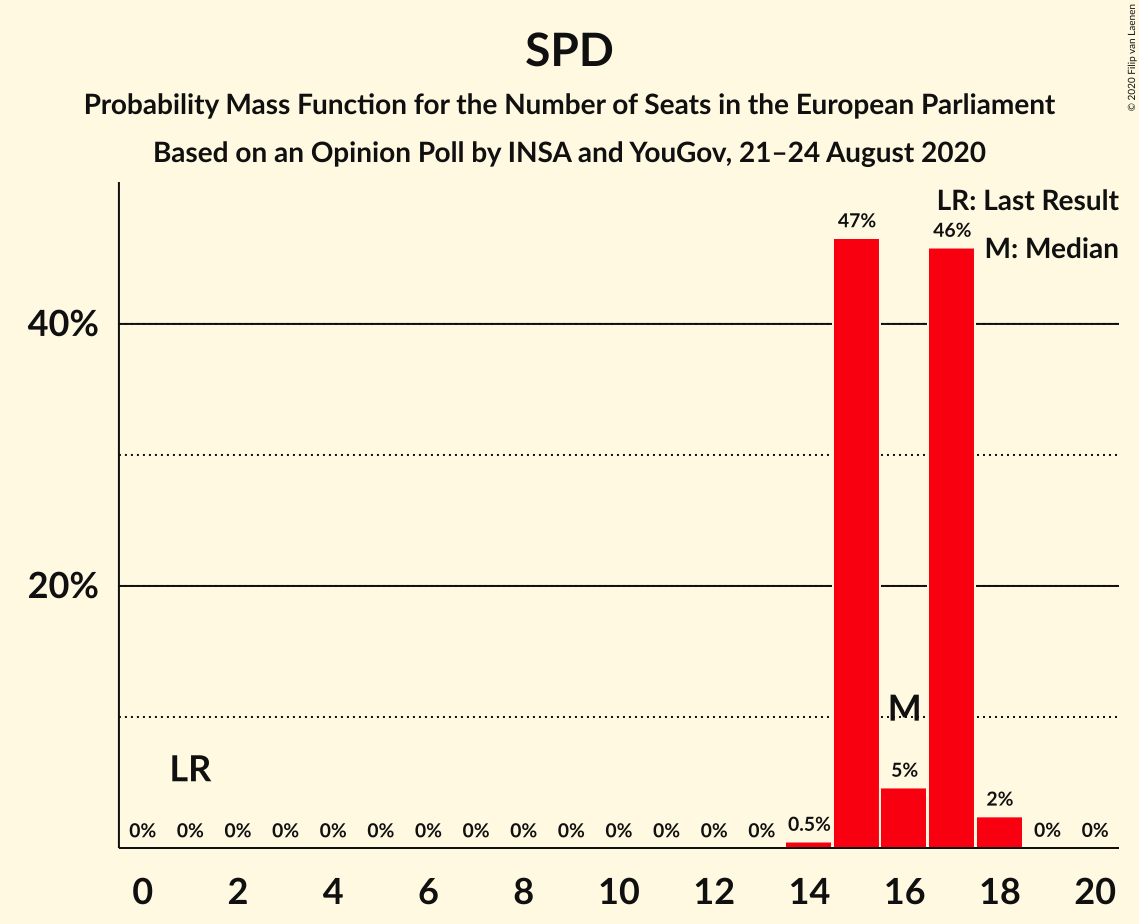 SPD
Probability Mass Function for the Number of Seats in the European Parliament
Based on an Opinion Poll by INSA and YouGov, 21–24 August 2020
© 2020 Filip van Laenen
LR: Last Result
M: Median
47%
46%
40%
20%
M
LR
5%
2%
0% 0% 0% 0% 0% 0% 0% 0% 0% 0% 0% 0% 0% 0% 0.5% 0% 0%
0 2 4 6 8 10 12 14 16 18 20